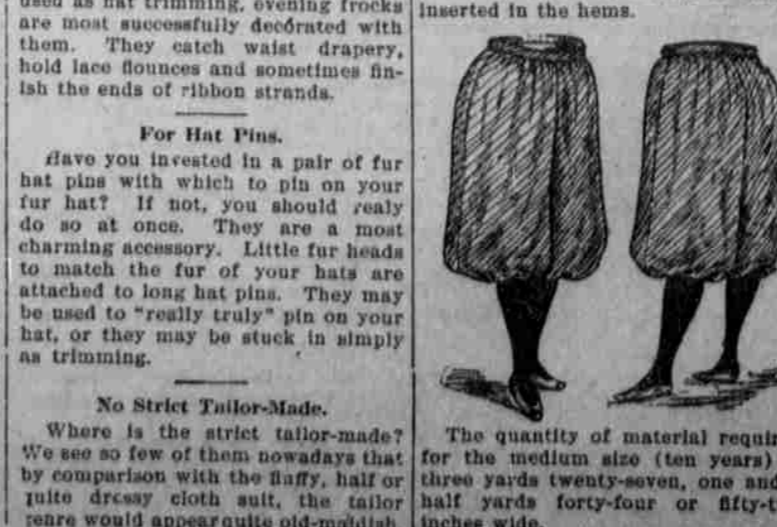 used as hat trimming, evening frocks
are most successfully decorated with
them. They catch waist drapery,
hold lace flounces and sometimes fin-
ish the ends of ribbon strands.
For Hat Pins.
Have you invested in a pair of fur
hat pins with which to pin on your
fur hat? If not, you should realy
do so at once. They are a most
charming accessory. Little fur heads
to match the fur of your hats are
attached to long hat pins. They may
be used to "really truly" pin on your
hat, or they may be stuck in simply
as trimming.
No Strict Tailor-Made.
Where is the strict tailor-made?
We see so few of them nowadays that
by comparison with the fluffy, half or
quite dressy cloth suit, the tailor
genre would appear quite old-maidish
inserted in the hems.
The quantity of material requir
for the medium size (ten years)
three yards twenty-seven, one and
half yards forty-four or fifty-t
inches wide.